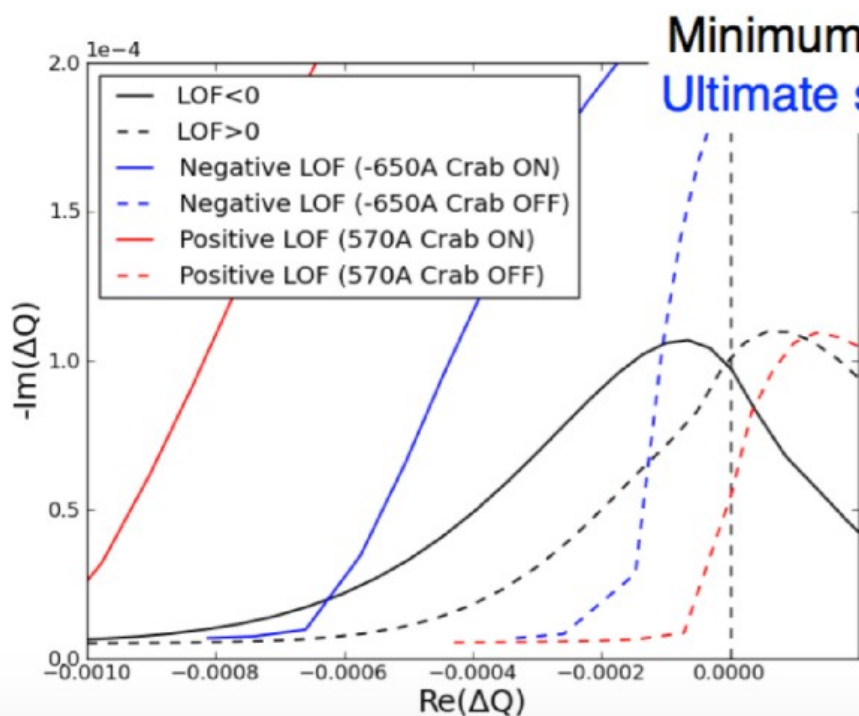 Minimum
Ultimate s
1e−4
2.0
1.5
1.0
0.5
0.0
LOF<0
LOF>0
Negative LOF (-650A Crab ON)
Negative LOF (-650A Crab OFF)
Positive LOF (570A Crab ON)
Positive LOF (570A Crab OFF)
-Im(ΔQ)
−0.0010 −0.0008 −0.0006 −0.0004 −0.0002 0.0000
Re(ΔQ)